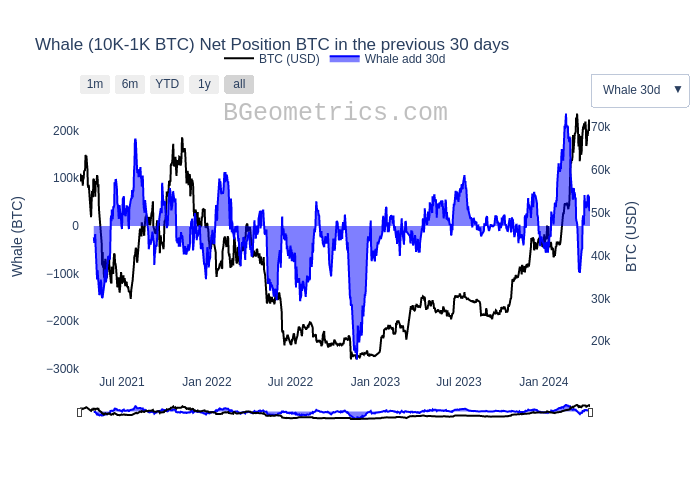 Whale (10K-1K BTC) Net Position BTC in the previous 30 days
BTC (USD) Whale add 30d
1m 6m YTD 1y all
Whale 30d ▼
BGeometrics.com
200k
100k
0
−100k
−200k
−300k
Whale (BTC)
70k
60k
50k
40k
30k
20k
BTC (USD)
Jul 2021 Jan 2022 Jul 2022 Jan 2023 Jul 2023 Jan 2024